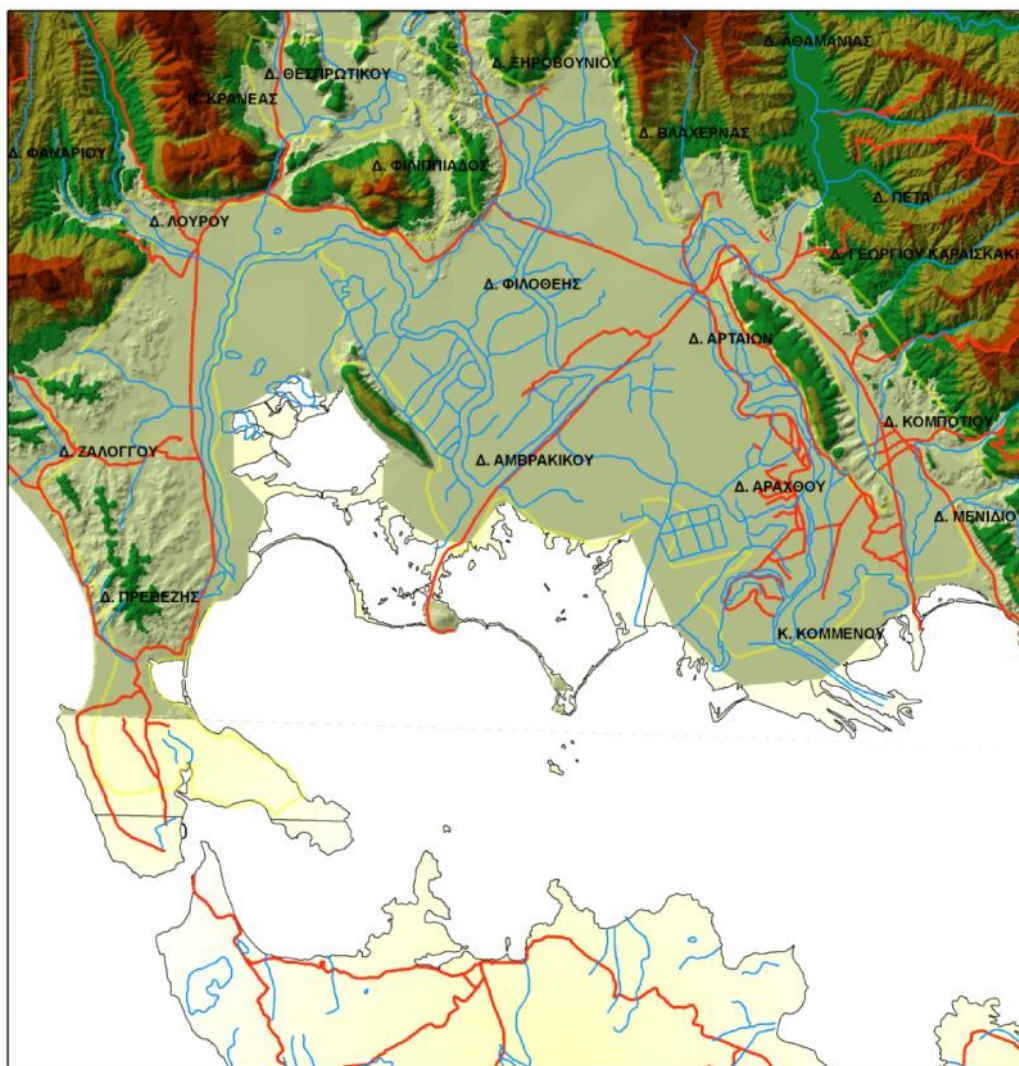 Δ. ΑΘΑΜΑΝΙΑΣ
Δ. ΞΗΡΟΒΟΥΝΙΟΥ
Δ. ΘΕΣΠΡΩΤΙΚΟΥ
Κ. ΚΡΑΝΕΑΣ
Δ. ΒΛΑΧΕΡΝΑΣ
Δ. ΦΑΝΑΡΙΟΥ
Δ. ΦΙΛΙΠΠΙΑΔΟΣ
Δ. ΠΕΤΑ
Δ. ΛΟΥΡΟΥ
Δ. ΓΕΩΡΓΙΟΥ ΚΑΡΑΙΣΚΑΚΗ
Δ. ΦΙΛΟΘΕΗΣ
Δ. ΑΡΤΑΙΩΝ
Δ. ΚΟΜΠΟΤΙΟΥ
Δ. ΖΑΛΟΓΓΟΥ
Δ. ΑΜΒΡΑΚΙΚΟΥ
Δ. ΑΡΑΧΘΟΥ
Δ. ΜΕΝΙΔΙΟΥ
Δ. ΠΡΕΒΕΖΗΣ
Κ. ΚΟΜΜΕΝΟΥ